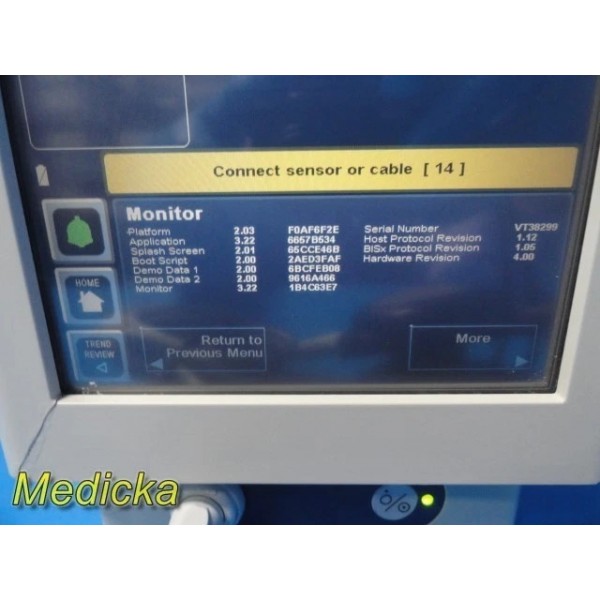 Connect sensor or cable [ 14 ]
Monitor
Platform 2.03 F0AF6F2E Serial Number VT38299
Application 3.22 6657B534 Host Protocol Revision 1.12
Splash Screen 2.01 65CCE46B BISx Protocol Revision 1.05
Boot Script 2.00 2AED3FAF Hardware Revision 4.00
Demo Data 1 2.00 6BCFEB08
Demo Data 2 2.00 9616A466
Monitor 3.22 1B4C63E7
HOME
TREND
REVIEW
Return to
Previous Menu
More
Medicka